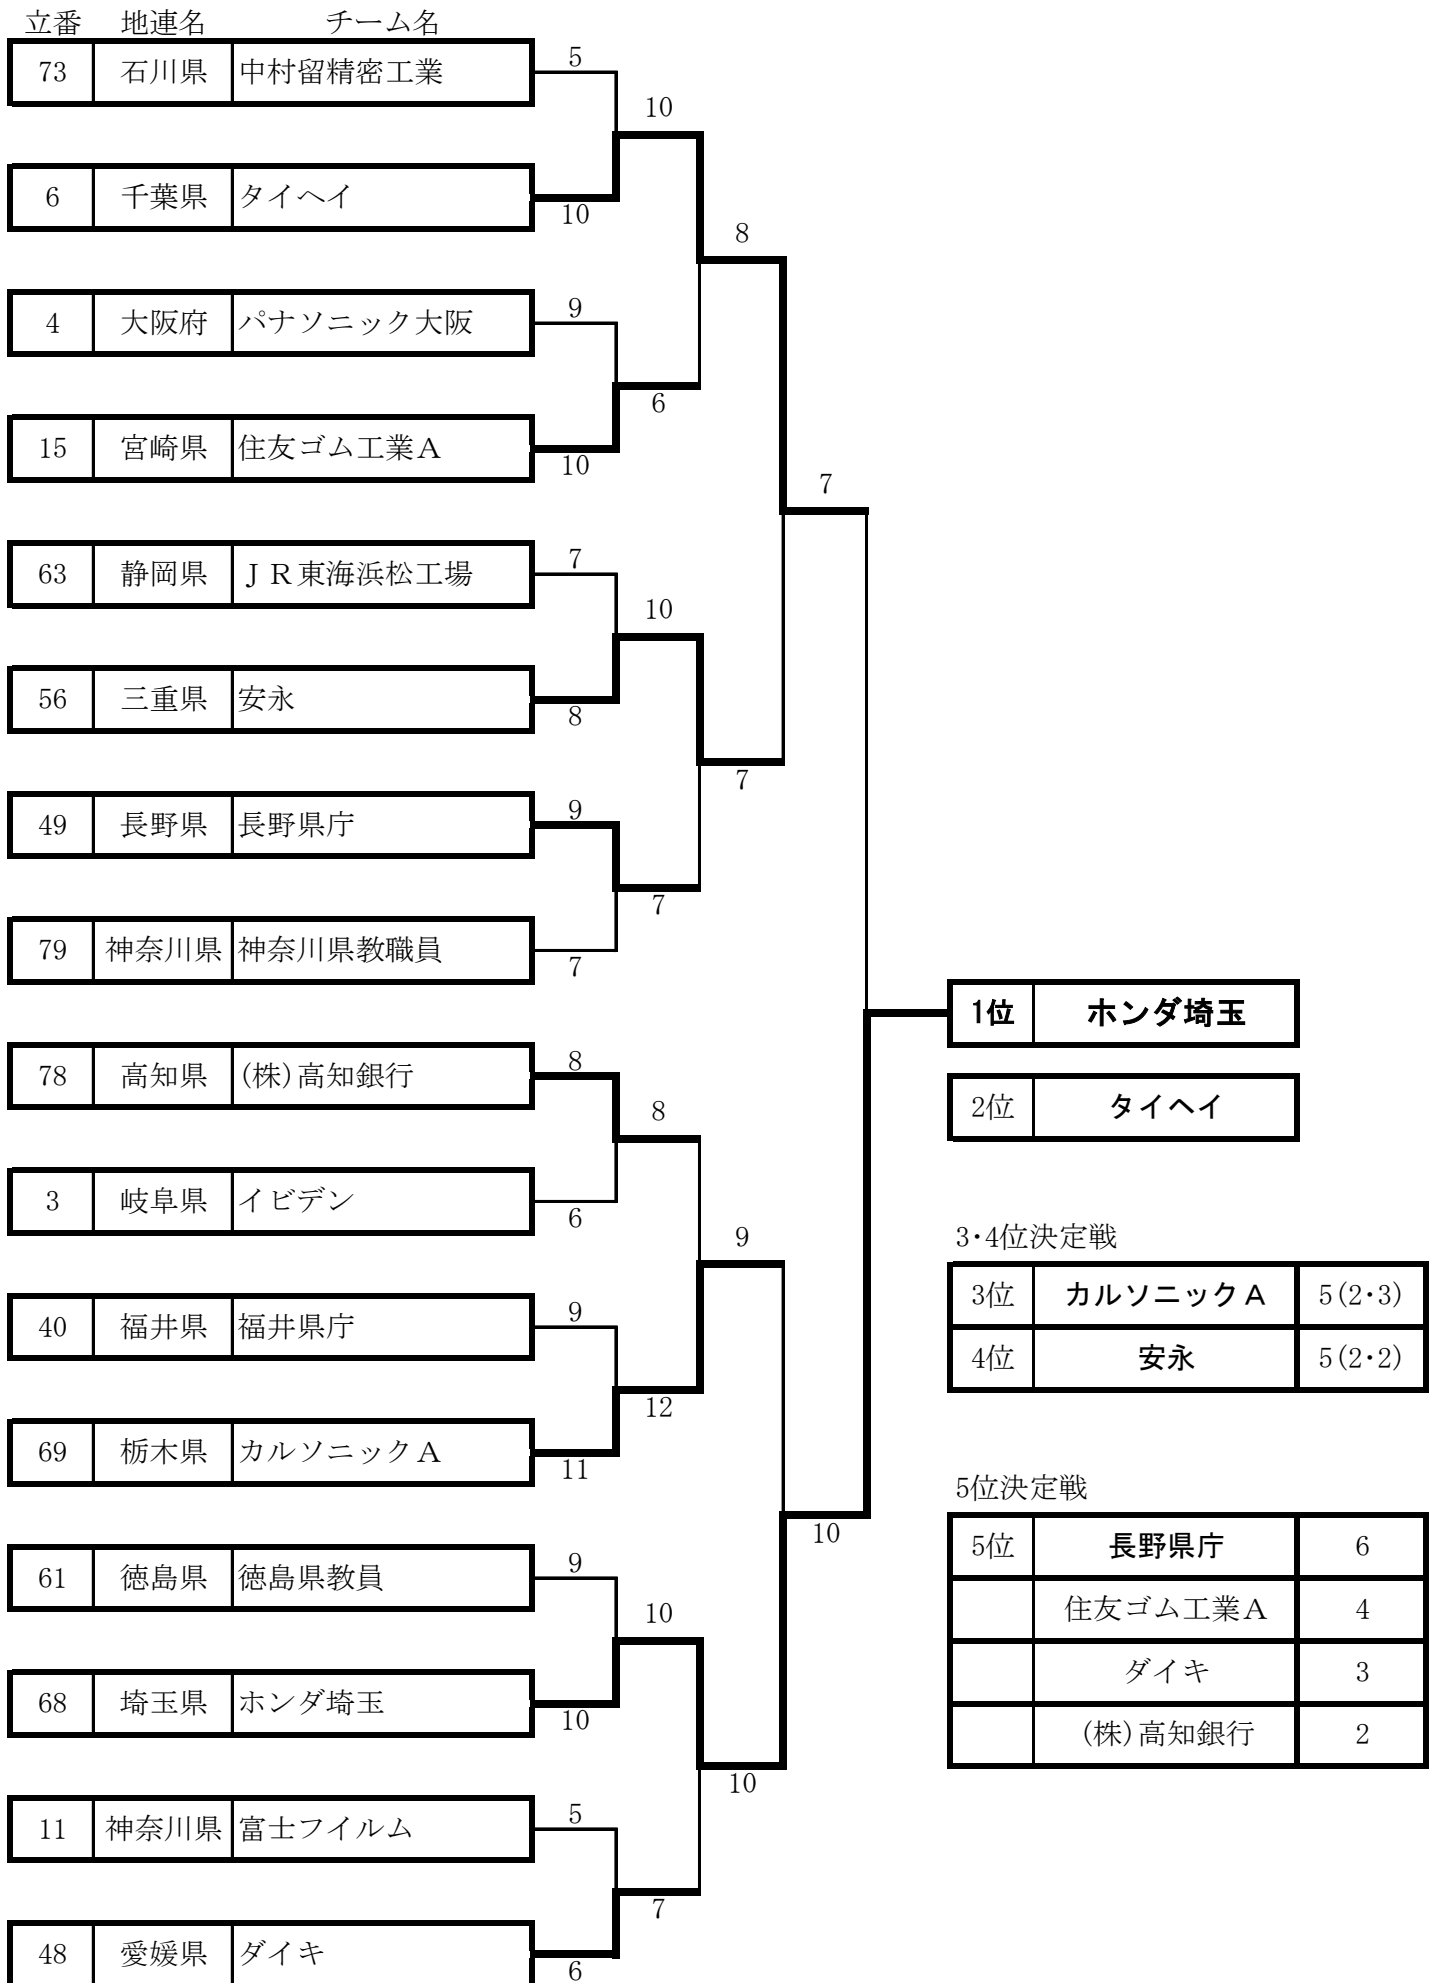 立番 地連名 チーム名
73 石川県 中村留精密工業
5
10
6 千葉県 タイヘイ
10
8
4 大阪府 パナソニック大阪
9
6
15 宮崎県 住友ゴム工業A
10
7
63 静岡県 JR東海浜松工場
7
10
56 三重県 安永
8
7
49 長野県 長野県庁
9
7
79 神奈川県 神奈川県教職員
7
1位 ホンダ埼玉
78 高知県 (株)高知銀行
8
8
2位 タイヘイ
3 岐阜県 イビデン
6
9
3・4位決定戦
3位 カルソニックA 5(2・3)
4位 安永 5(2・2)
40 福井県 福井県庁
9
12
69 栃木県 カルソニックA
11
10
5位決定戦
5位 長野県庁 6
住友ゴム工業A 4
ダイキ 3
(株)高知銀行 2
61 徳島県 徳島県教員
9
10
68 埼玉県 ホンダ埼玉
10
10
11 神奈川県 富士フイルム
5
7
48 愛媛県 ダイキ
6